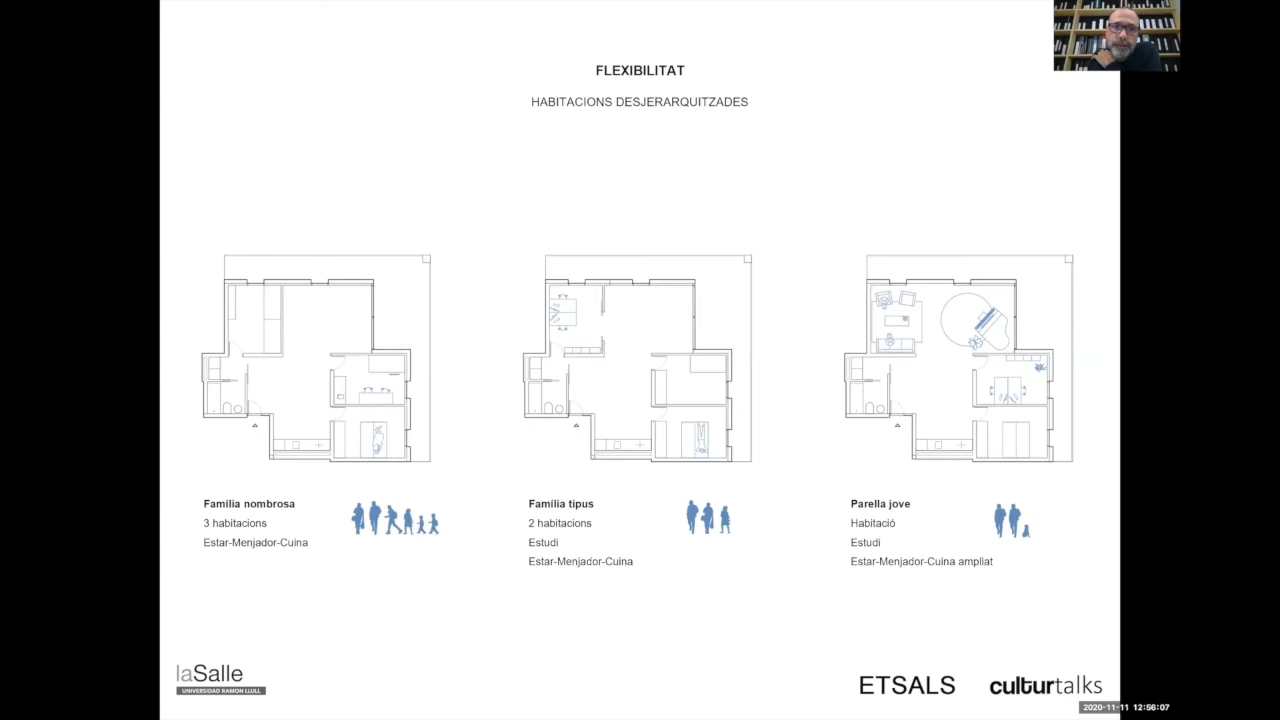 FLEXIBILITAT
HABITACIONS DESJERARQUITZADES
Família nombrosa
3 habitacions
Estar-Menjador-Cuina
Família tipus
2 habitacions
Estudi
Estar-Menjador-Cuina
Parella jove
Habitació
Estudi
Estar-Menjador-Cuina ampliat
laSalle
UNIVERSIDAD RAMON LLULL
ETSALS
culturtalks
2020-11-11 12:56:07